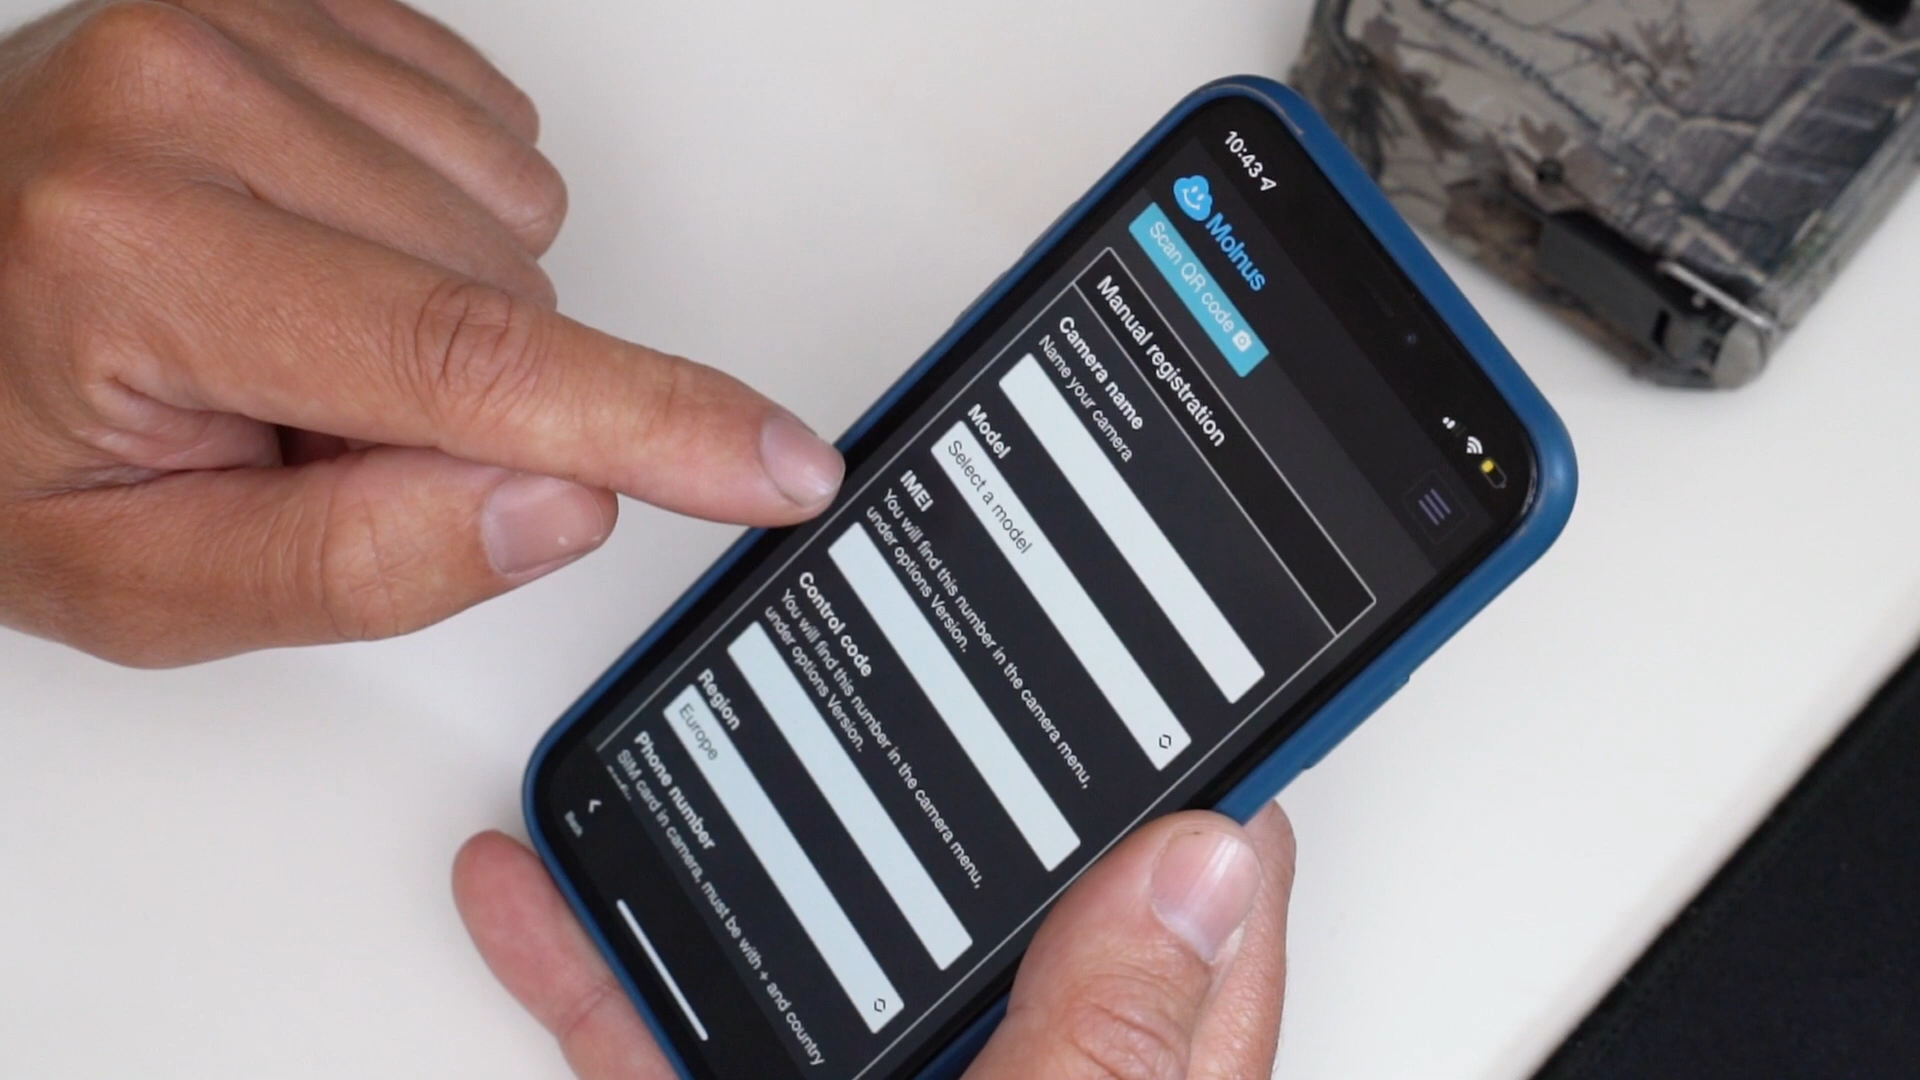 10:43
Molnus
Scan QR code
Manual registration
Camera name
Name your camera
Model
Select a model
IMEI
You will find this number in the camera menu,
under options Version.
Control code
You will find this number in the camera menu,
under options Version.
Region
Europe
Phone number
SIM card in camera, must be with + and country
Back